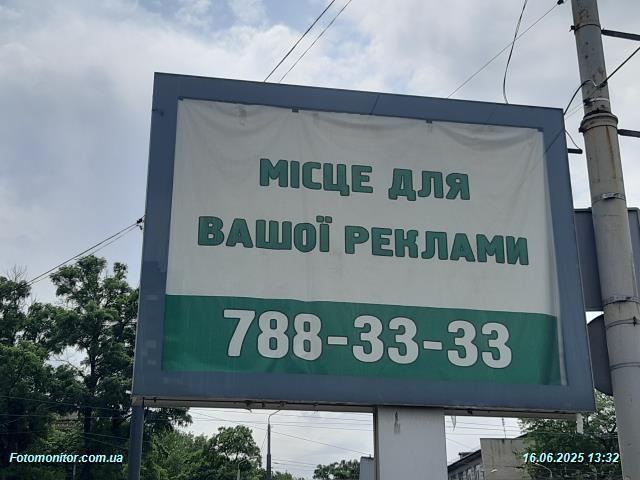 МІСЦЕ ДЛЯ
ВАШОЇ РЕКЛАМИ
788-33-33
Fotomonitor.com.ua
16.06.2025 13:32